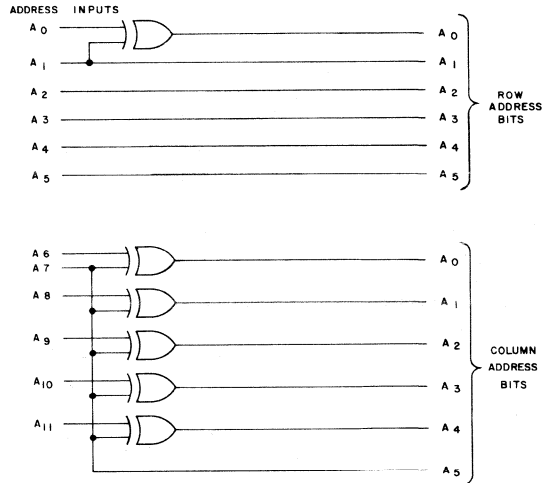 ADDRESS INPUTS
A0 A0
A1 A1
A2 A2
A3 A3
A4 A4
A5 A5
ROW
ADDRESS
BITS
A6 A0
A7
A8 A1
A9 A2
A10 A3
A11 A4
A5
COLUMN
ADDRESS
BITS